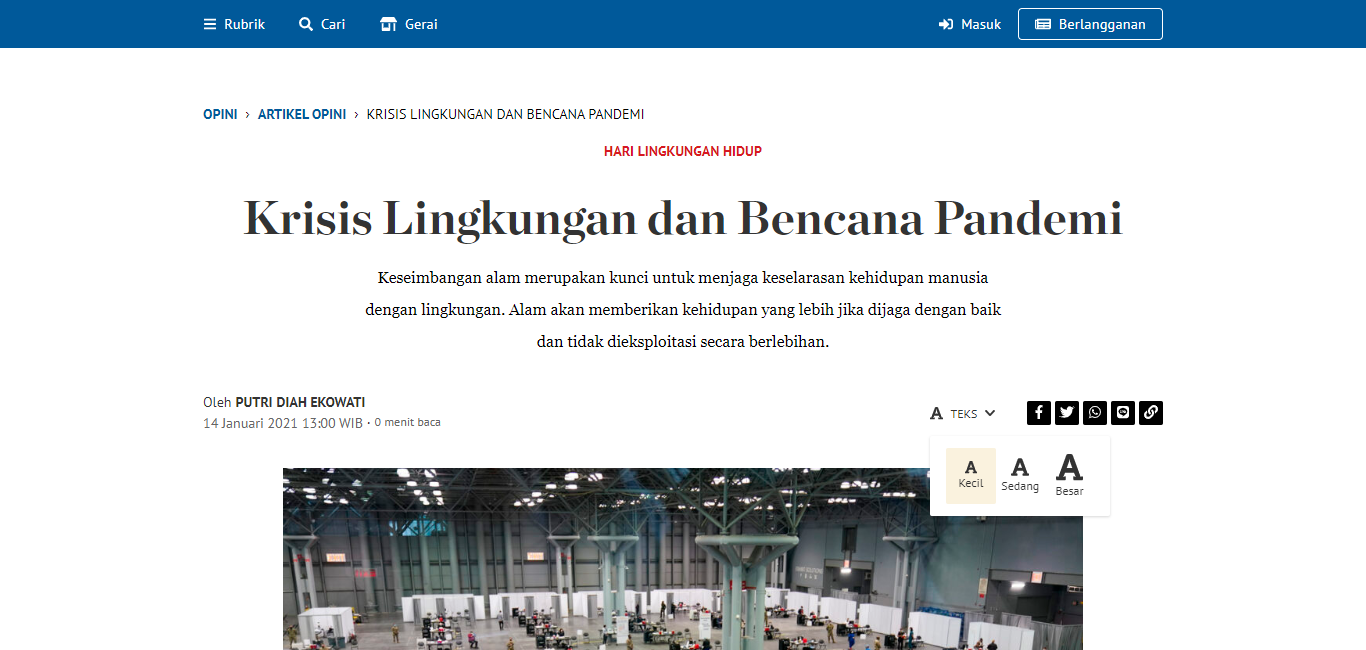 Rubrik Cari Gerai Masuk Berlangganan
OPINI › ARTIKEL OPINI › KRISIS LINGKUNGAN DAN BENCANA PANDEMI
HARI LINGKUNGAN HIDUP
Krisis Lingkungan dan Bencana Pandemi
Keseimbangan alam merupakan kunci untuk menjaga keselarasan kehidupan manusia
dengan lingkungan. Alam akan memberikan kehidupan yang lebih jika dijaga dengan baik
dan tidak dieksploitasi secara berlebihan.
Oleh PUTRI DIAH EKOWATI
14 Januari 2021 13:00 WIB · 0 menit baca
A TEKS
A A A
Kecil Sedang Besar